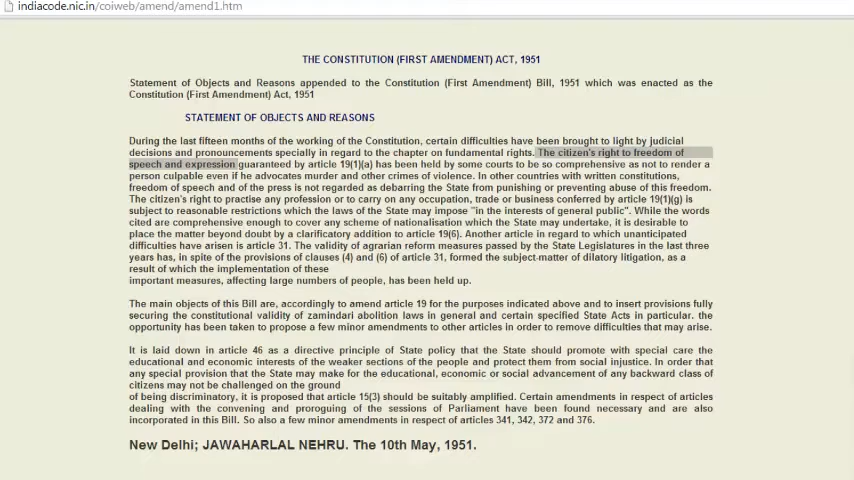 indiacode.nic.in/coiweb/amend/amend1.htm
THE CONSTITUTION (FIRST AMENDMENT) ACT, 1951
Statement of Objects and Reasons appended to the Constitution (First Amendment) Bill, 1951 which was enacted as the
Constitution (First Amendment) Act, 1951
STATEMENT OF OBJECTS AND REASONS
During the last fifteen months of the working of the Constitution, certain difficulties have been brought to light by judicial
decisions and pronouncements specially in regard to the chapter on fundamental rights. The citizen's right to freedom of
speech and expression guaranteed by article 19(1)(a) has been held by some courts to be so comprehensive as not to render a
person culpable even if he advocates murder and other crimes of violence. In other countries with written constitutions,
freedom of speech and of the press is not regarded as debarring the State from punishing or preventing abuse of this freedom.
The citizen's right to practise any profession or to carry on any occupation, trade or business conferred by article 19(1)(g) is
subject to reasonable restrictions which the laws of the State may impose "in the interests of general public". While the words
cited are comprehensive enough to cover any scheme of nationalisation which the State may undertake, it is desirable to
place the matter beyond doubt by a clarificatory addition to article 19(6). Another article in regard to which unanticipated
difficulties have arisen is article 31. The validity of agrarian reform measures passed by the State Legislatures in the last three
years has, in spite of the provisions of clauses (4) and (6) of article 31, formed the subject-matter of dilatory litigation, as a
result of which the implementation of these
important measures, affecting large numbers of people, has been held up.
The main objects of this Bill are, accordingly to amend article 19 for the purposes indicated above and to insert provisions fully
securing the constitutional validity of zamindari abolition laws in general and certain specified State Acts in particular. the
opportunity has been taken to propose a few minor amendments to other articles in order to remove difficulties that may arise.
It is laid down in article 46 as a directive principle of State policy that the State should promote with special care the
educational and economic interests of the weaker sections of the people and protect them from social injustice. In order that
any special provision that the State may make for the educational, economic or social advancement of any backward class of
citizens may not be challenged on the ground
of being discriminatory, it is proposed that article 15(3) should be suitably amplified. Certain amendments in respect of articles
dealing with the convening and proroguing of the sessions of Parliament have been found necessary and are also
incorporated in this Bill. So also a few minor amendments in respect of articles 341, 342, 372 and 376.
New Delhi; JAWAHARLAL NEHRU. The 10th May, 1951.